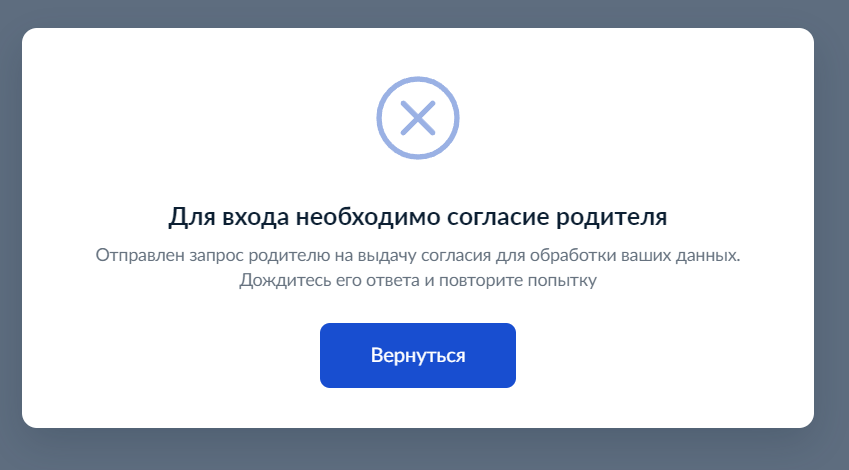 Для входа необходимо согласие родителя
Отправлен запрос родителю на выдачу согласия для обработки ваших данных.
Дождитесь его ответа и повторите попытку
Вернуться